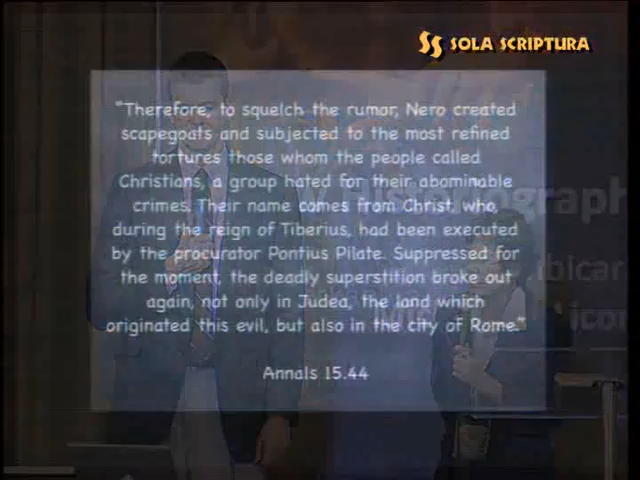 SS SOLA SCRIPTURA
"Therefore, to squelch the rumor, Nero created
scapegoats and subjected to the most refined
tortures those whom the people called
Christians, a group hated for their abominable
crimes. Their name comes from Christ, who,
during the reign of Tiberius, had been executed
by the procurator Pontius Pilate. Suppressed for
the moment, the deadly superstition broke out
again, not only in Judea, the land which
originated this evil, but also in the city of Rome."
Annals 15.44